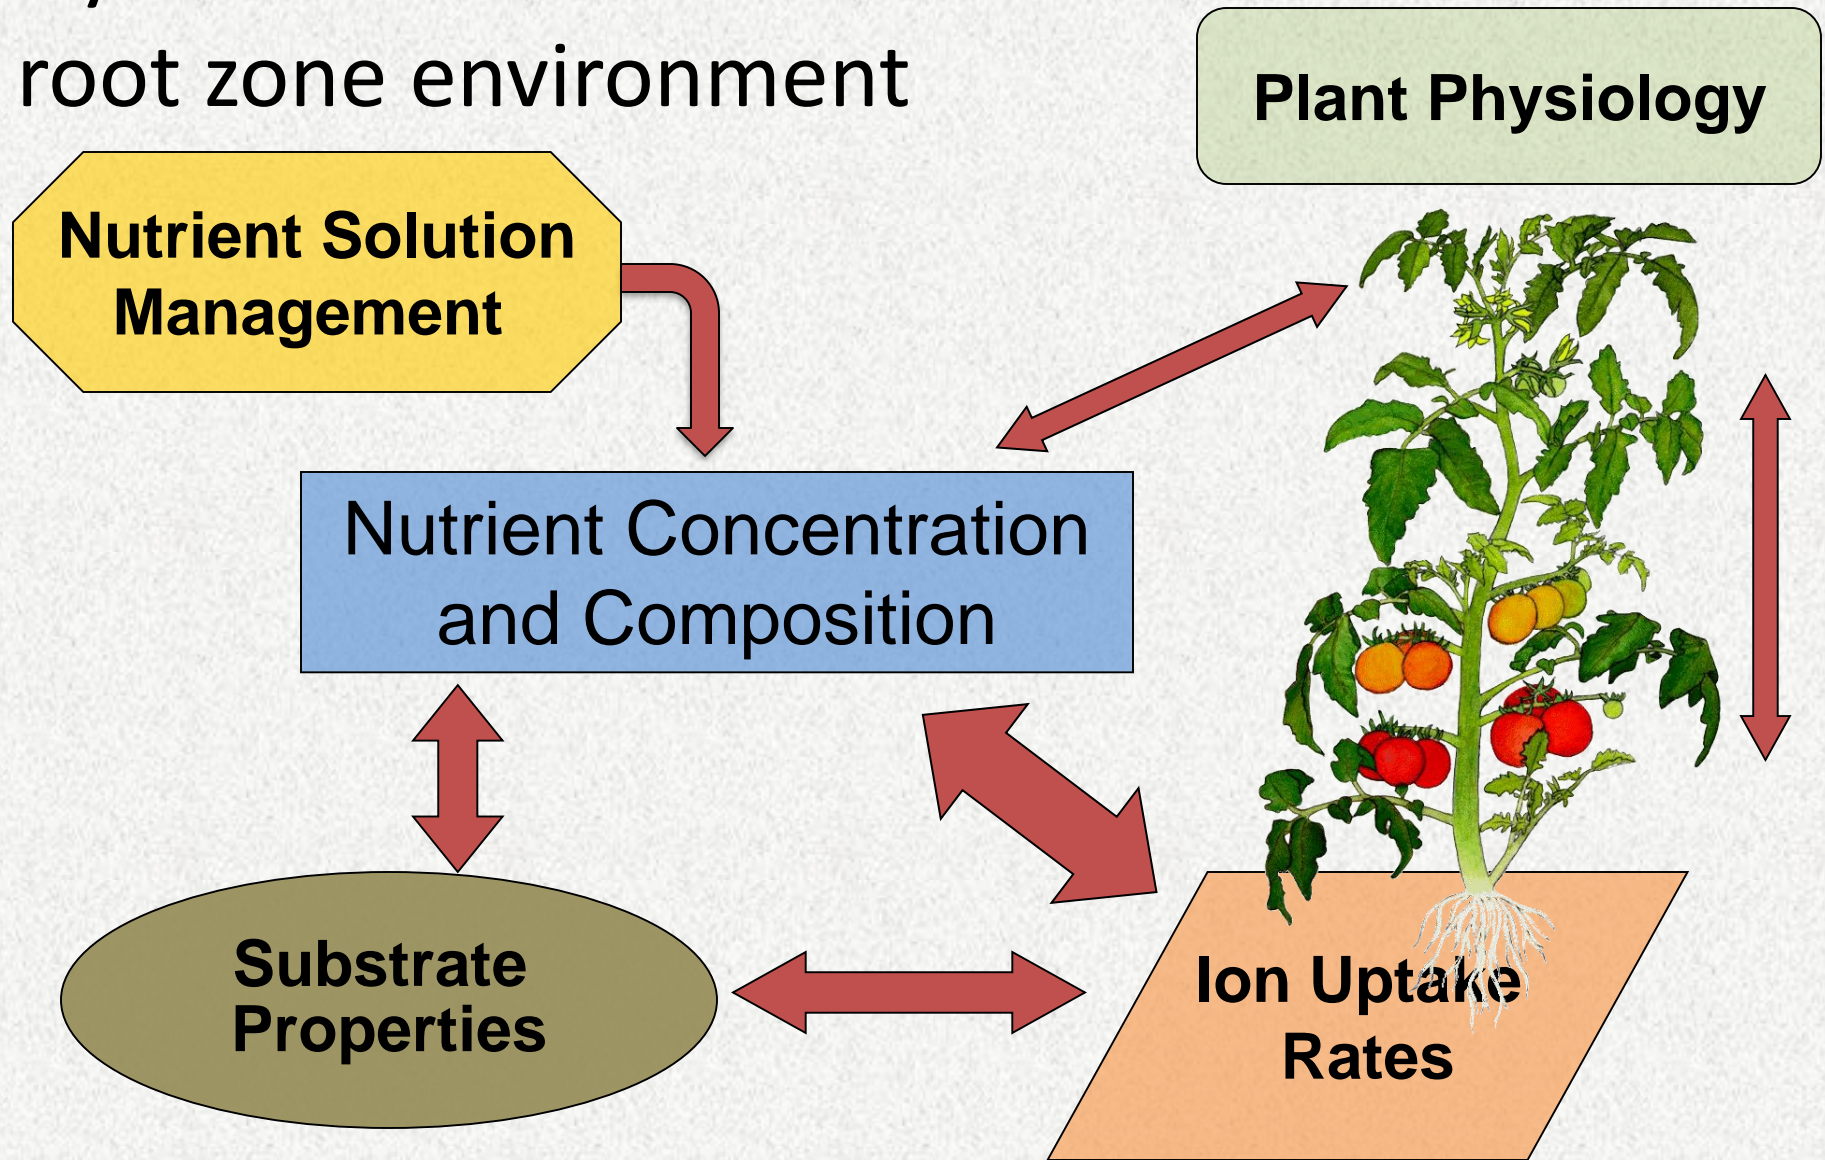 root zone environment
Plant Physiology
Nutrient Solution
Management
Nutrient Concentration
and Composition
Substrate
Properties
Ion Uptake
Rates